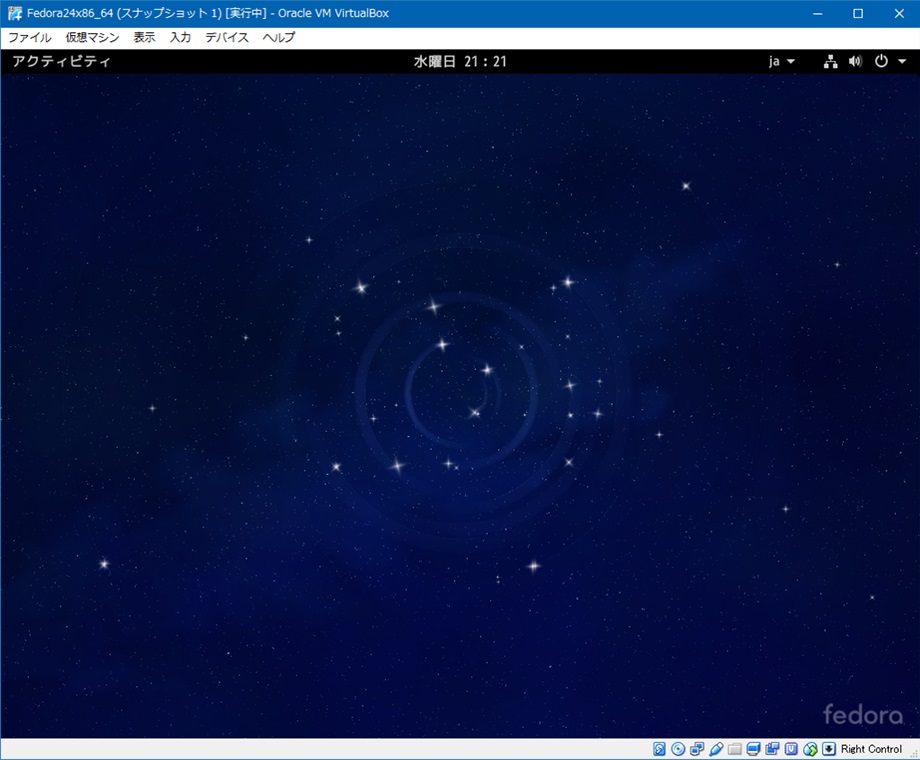 Fedora24x86_64 (スナップショット 1) [実行中] - Oracle VM VirtualBox
ファイル 仮想マシン 表示 入力 デバイス ヘルプ
アクティビティ 水曜日 21：21 ja
fedora
Right Control